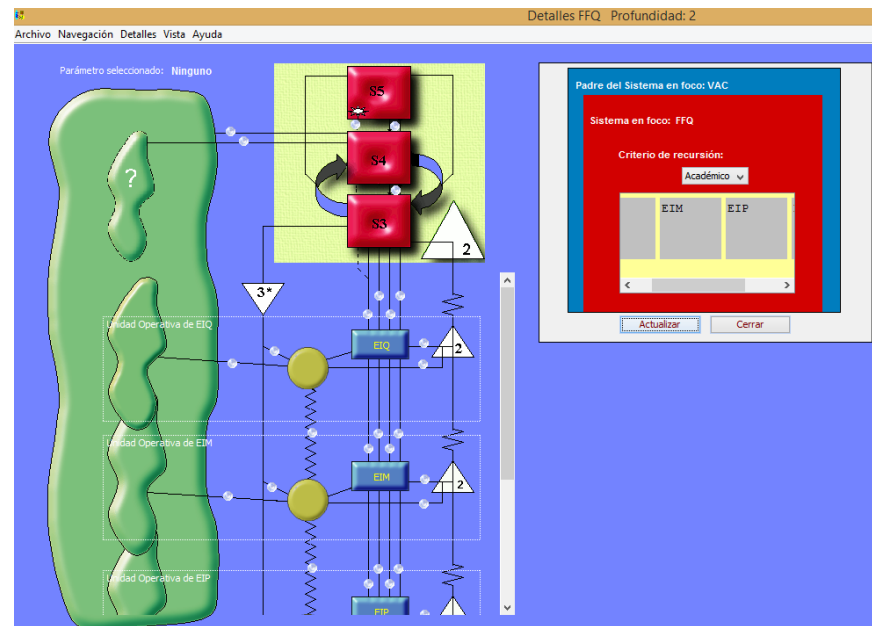 Detalles FFQ Profundidad: 2
Archivo Navegación Detalles Vista Ayuda
Parámetro seleccionado: Ninguno
S5
S4
S3
2
?
3*
Unidad Operativa de EIQ
EIQ
2
Unidad Operativa de EIM
EIM
2
Unidad Operativa de EIP
EIP
Padre del Sistema en foco: VAC
Sistema en foco: FFQ
Criterio de recursión:
Académico
EIM EIP
Actualizar Cerrar